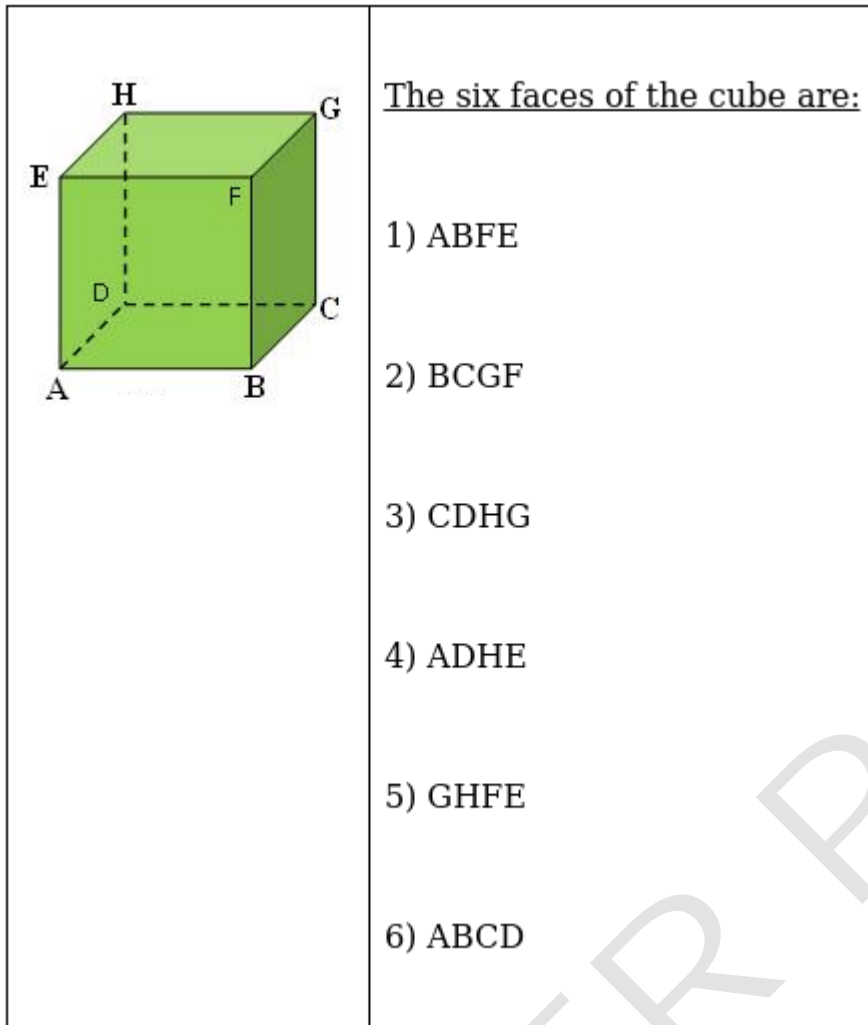 H
G
E
F
D
C
A
B
The six faces of the cube are:
1) ABFE
2) BCGF
3) CDHG
4) ADHE
5) GHFE
6) ABCD